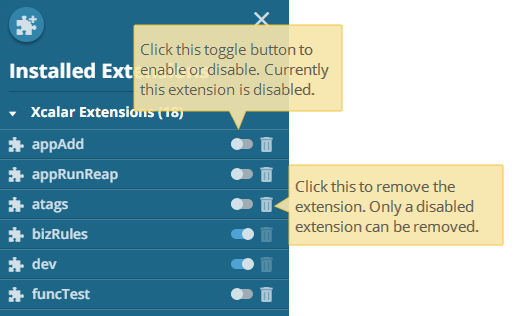 Click this toggle button to
enable or disable. Currently
this extension is disabled.
Installed Extensions
Xcalar Extensions (18)
appAdd
appRunReap
atags
Click this to remove the
extension. Only a disabled
extension can be removed.
bizRules
dev
funcTest